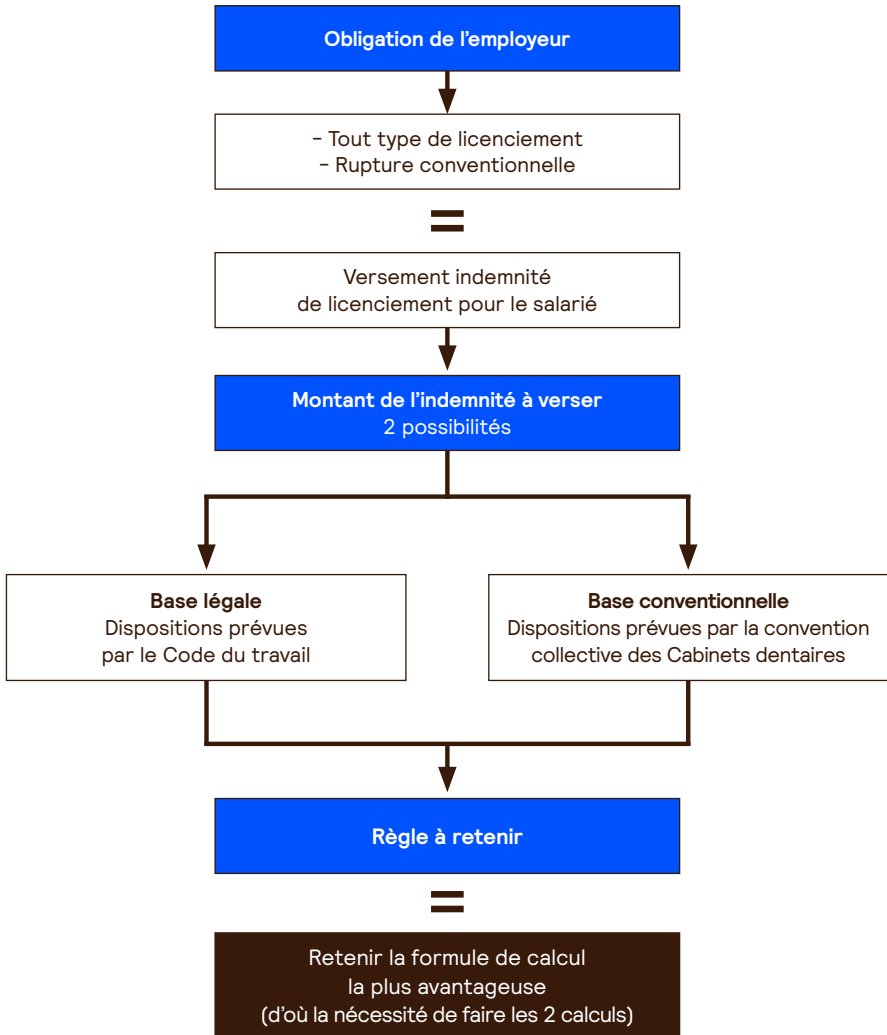 Obligation de l’employeur
– Tout type de licenciement
– Rupture conventionnelle
=
Versement indemnité
de licenciement pour le salarié
Montant de l’indemnité à verser
2 possibilités
Base légale
Dispositions prévues
par le Code du travail
Base conventionnelle
Dispositions prévues par la convention
collective des Cabinets dentaires
Règle à retenir
=
Retenir la formule de calcul
la plus avantageuse
(d’où la nécessité de faire les 2 calculs)